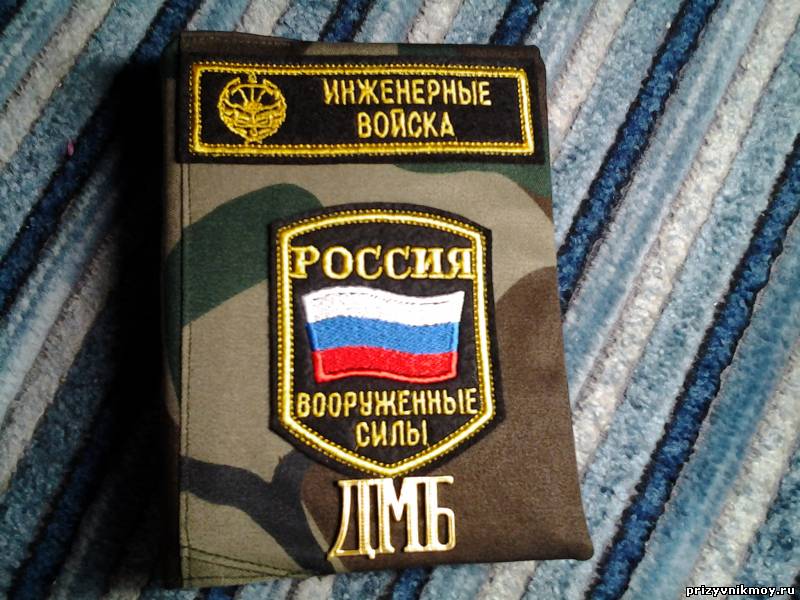 ИНЖЕНЕРНЫЕ
ВОЙСКА
РОССИЯ
ВООРУЖЕННЫЕ
СИЛЫ
ДМБ
prizyvnikmoy.ru